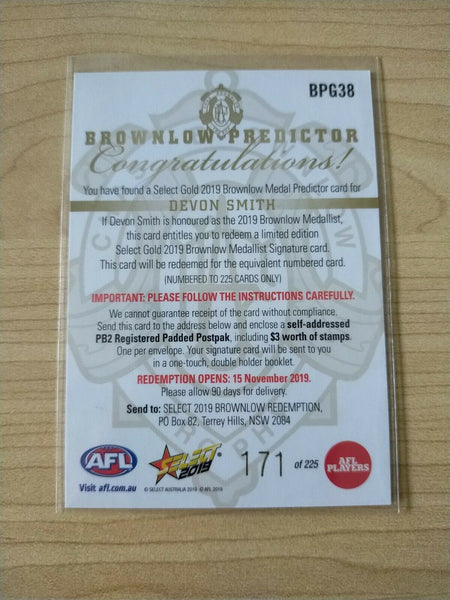 BPG38
BROWNLOW PREDICTOR
Congratulations!
You have found a Select Gold 2019 Brownlow Medal Predictor card for
DEVON SMITH
If Devon Smith is honoured as the 2019 Brownlow Medallist,
this card entitles you to redeem a limited edition
Select Gold 2019 Brownlow Medallist Signature card.
This card will be redeemed for the equivalent numbered card.
(NUMBERED TO 225 CARDS ONLY)
IMPORTANT: PLEASE FOLLOW THE INSTRUCTIONS CAREFULLY.
We cannot guarantee receipt of the card without compliance.
Send this card to the address below and enclose a self-addressed
PB2 Registered Padded Postpak, including $3 worth of stamps.
One per envelope. Your signature card will be sent to you
in a one-touch, double holder booklet.
REDEMPTION OPENS: 15 November 2019.
Please allow 90 days for delivery.
Send to: SELECT 2019 BROWNLOW REDEMPTION,
PO Box 82, Terrey Hills, NSW 2084
AFL
SELECT
2019
171 of 225
AFL
PLAYERS
Visit afl.com.au
© SELECT AUSTRALIA 2019 © AFL 2019